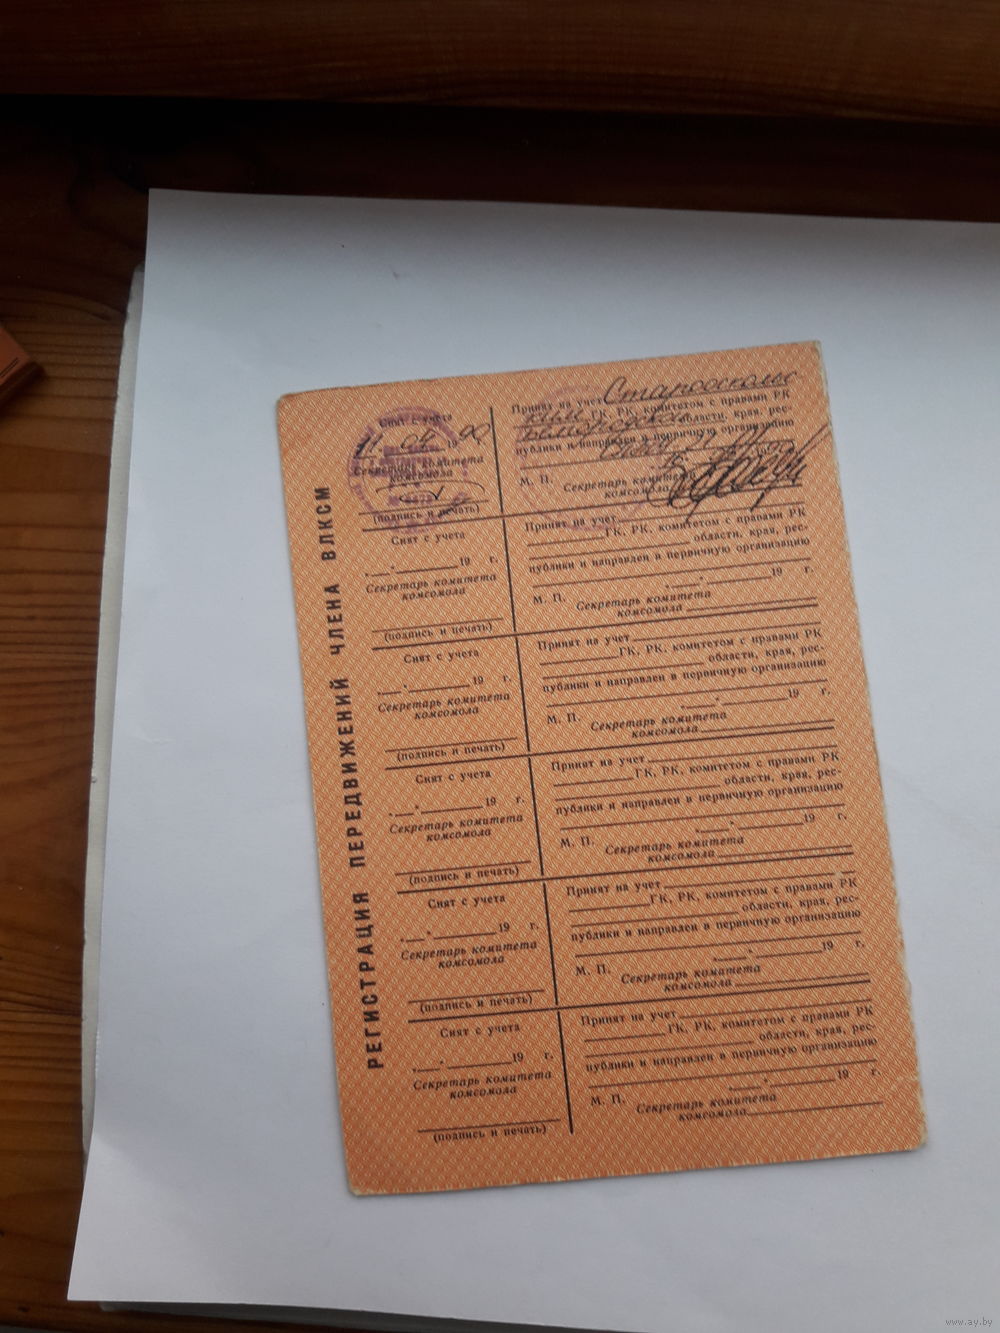 РЕГИСТРАЦИЯ ПЕРЕДВИЖЕНИЙ ЧЛЕНА ВЛКСМ
Снят с учета
11 04 90
Секретарь комитета
комсомола
(подпись и печать)
Принят на учет Старооскольс
ким ГК, РК, комитетом с правами РК
Белгородской области, края, рес-
публики и направлен в первичную организацию
М. П. Секретарь комитета
комсомола
Снят с учета
. . 19 г.
Секретарь комитета
комсомола
(подпись и печать)
Принят на учет
ГК, РК, комитетом с правами РК
области, края, рес-
публики и направлен в первичную организацию
. . 19 г.
М. П. Секретарь комитета
комсомола
Снят с учета
. . 19 г.
Секретарь комитета
комсомола
(подпись и печать)
Принят на учет
ГК, РК, комитетом с правами РК
области, края, рес-
публики и направлен в первичную организацию
. . 19 г.
М. П. Секретарь комитета
комсомола
Снят с учета
. . 19 г.
Секретарь комитета
комсомола
(подпись и печать)
Принят на учет
ГК, РК, комитетом с правами РК
области, края, рес-
публики и направлен в первичную организацию
. . 19 г.
М. П. Секретарь комитета
комсомола
Снят с учета
. . 19 г.
Секретарь комитета
комсомола
(подпись и печать)
Принят на учет
ГК, РК, комитетом с правами РК
области, края, рес-
публики и направлен в первичную организацию
. . 19 г.
М. П. Секретарь комитета
комсомола
Снят с учета
. . 19 г.
Секретарь комитета
комсомола
(подпись и печать)
Принят на учет
ГК, РК, комитетом с правами РК
области, края, рес-
публики и направлен в первичную организацию
. . 19 г.
М. П. Секретарь комитета
комсомола
www.ay.by